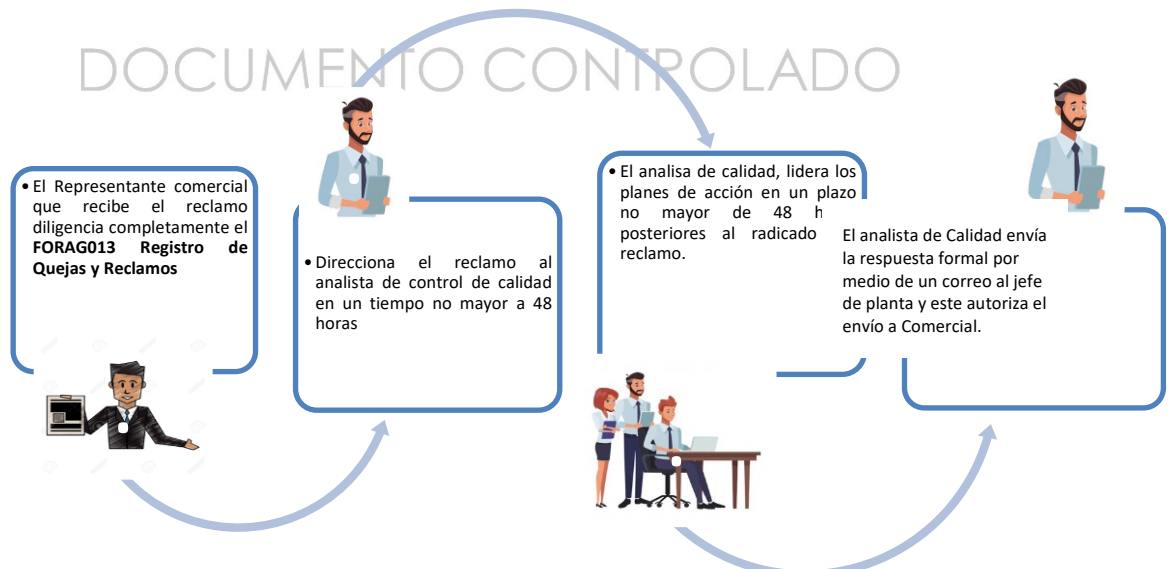 DOCUMENTO CONTROLADO
• El Representante comercial
que recibe el reclamo
diligencia completamente el
FORAG013 Registro de
Quejas y Reclamos
• Direcciona el reclamo al
analista de control de calidad
en un tiempo no mayor a 48
horas
• El analisa de calidad, lidera los
planes de acción en un plazo
no mayor de 48
posteriores al radicado
reclamo.
El analista de Calidad envía
la respuesta formal por
medio de un correo al jefe
de planta y este autoriza el
envío a Comercial.